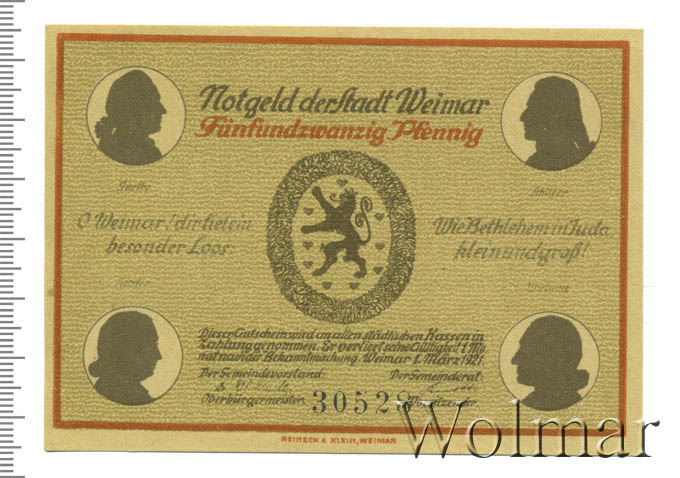 Notgeld der Stadt Weimar
Fünfundzwanzig Pfennig
Goethe
Schiller
O Weimar! dir fiel ein
besonder Loos:
Wie Bethlehem in Juda
klein und groß!
Herder
Wieland
Dieser Gutschein wird an allen städtischen Kassen in
Zahlung genommen. Er verliert seine Gültigkeit 1 Mo
nat nach der Bekanntmachung. Weimar 1. März 1921.
Der Gemeindevorstand: Der Gemeinderat:
Oberbürgermeister. Vorsitzender.
30528
REINECK & KLEIN, WEIMAR
Wolmar